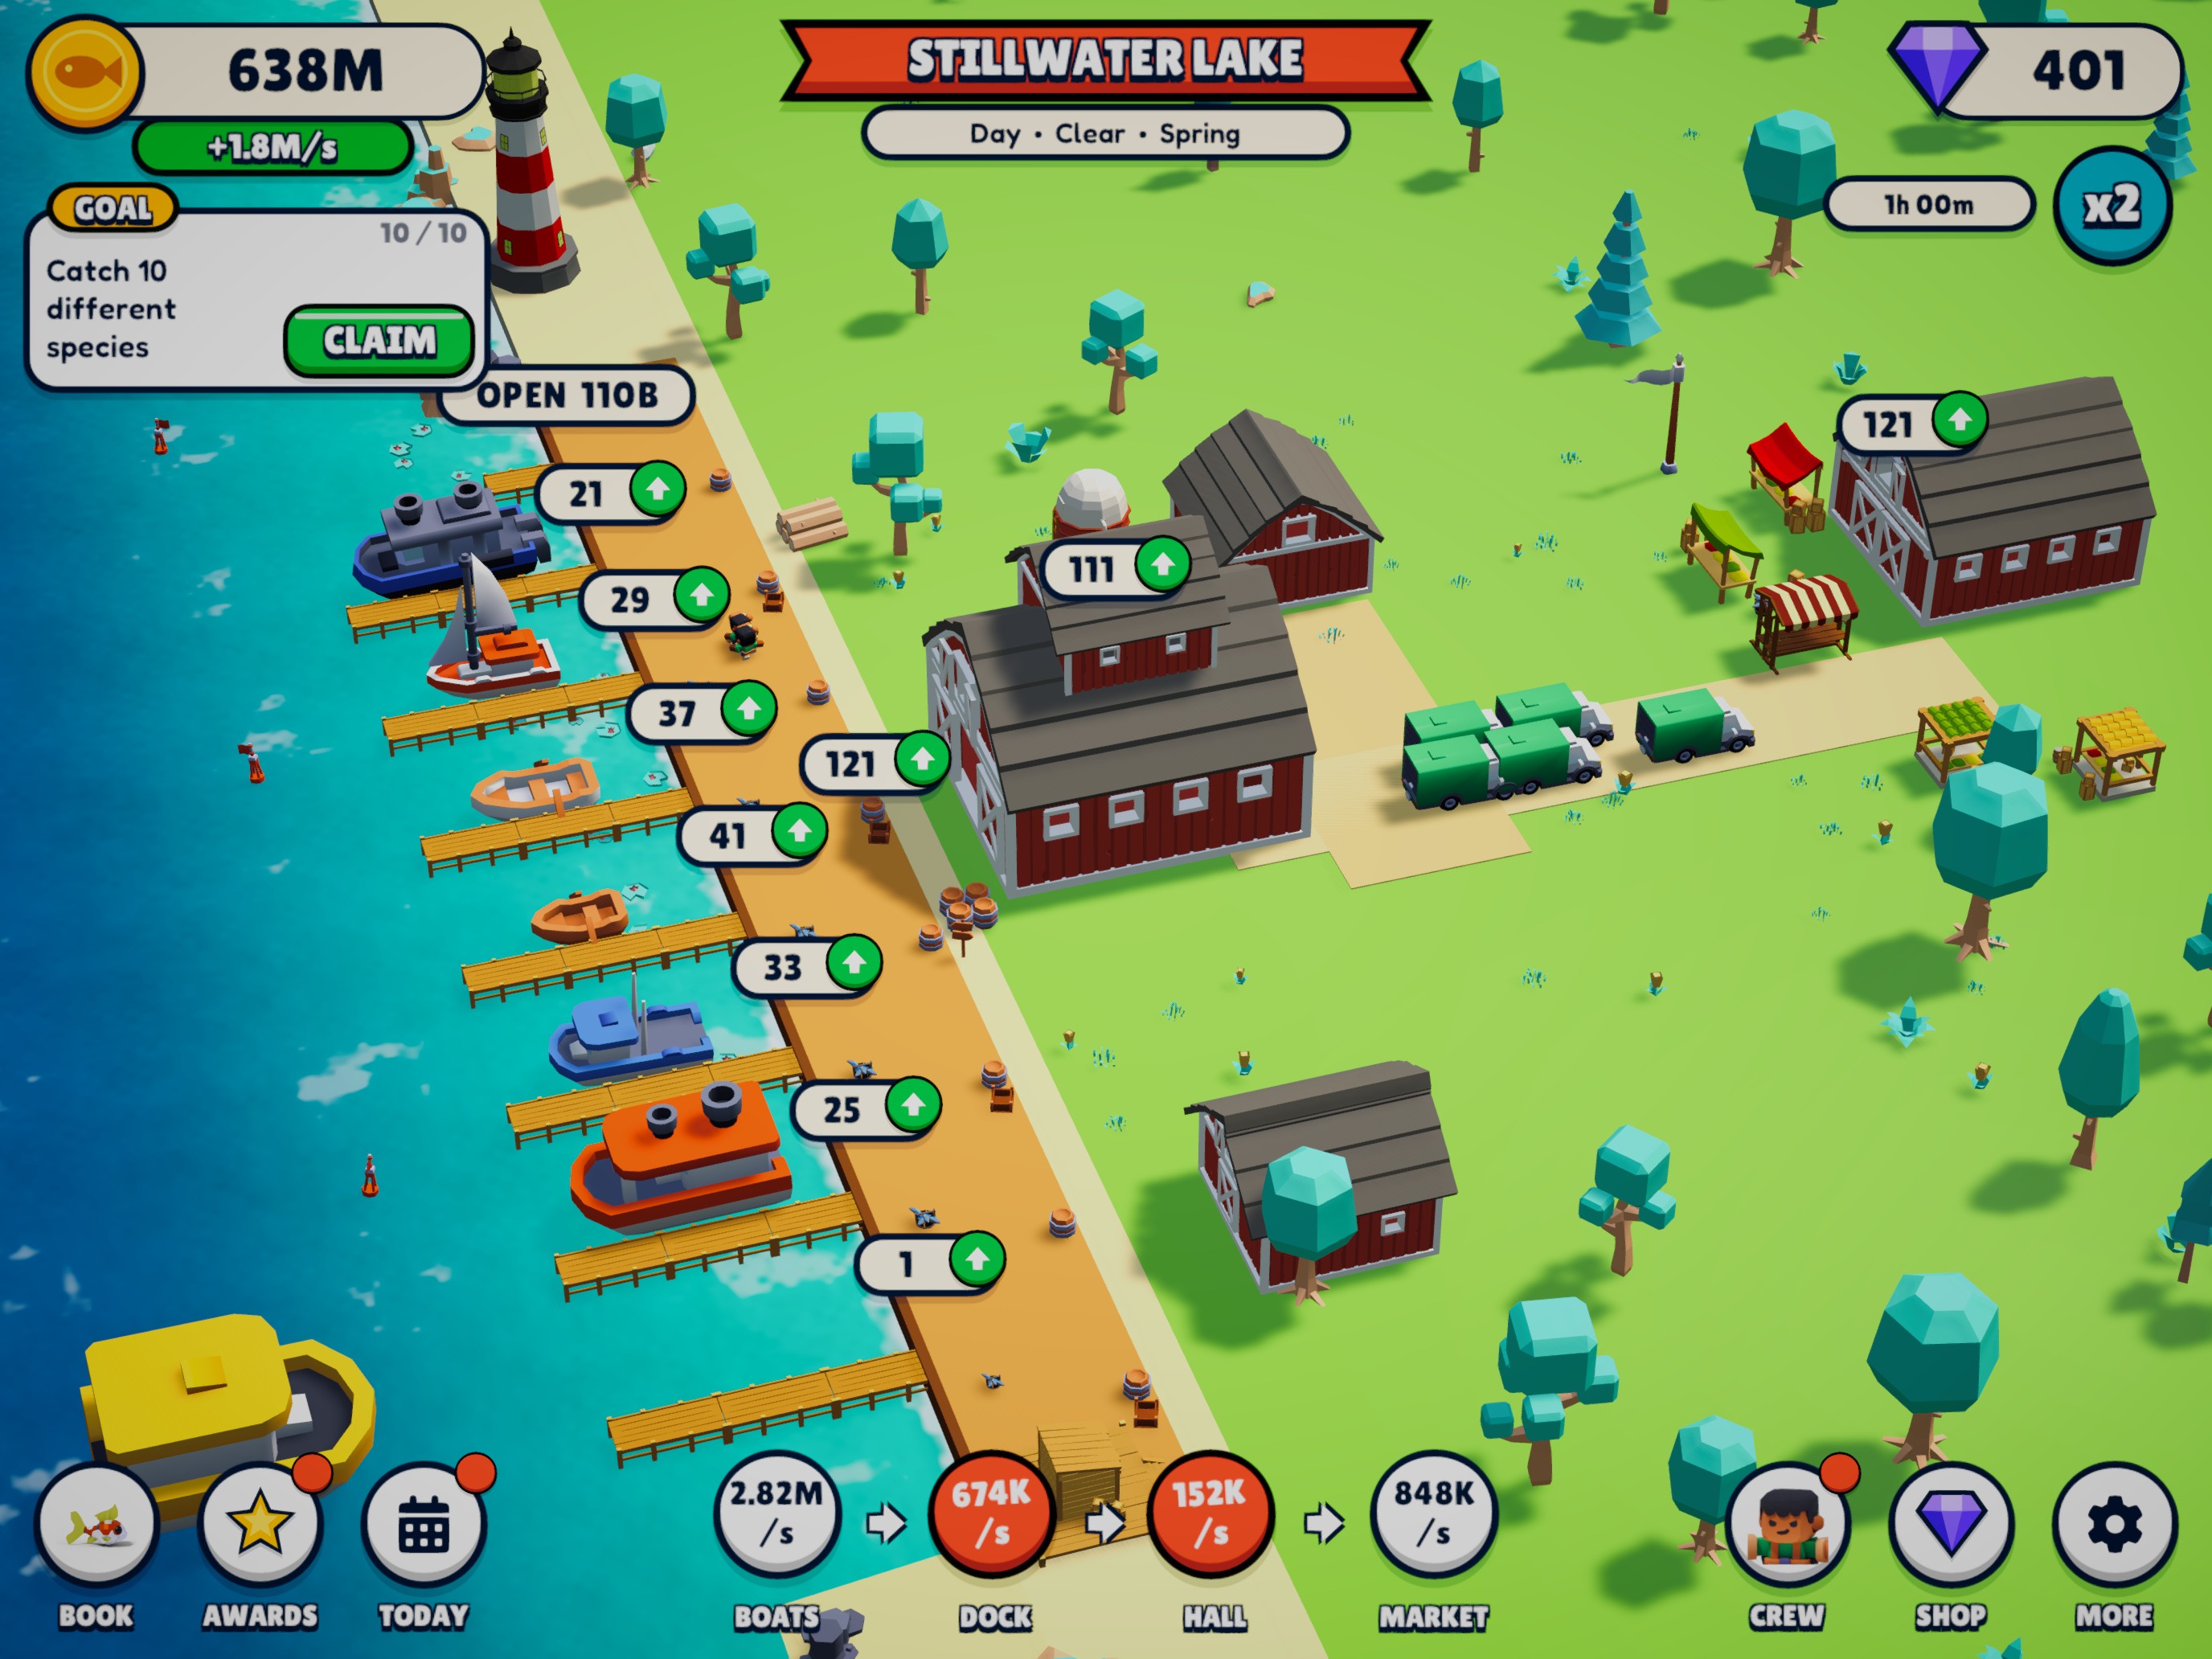 638M
+1.8M/s
STILLWATER LAKE
Day • Clear • Spring
401
1h 00m
x2
GOAL
10 / 10
Catch 10
different
species
CLAIM
OPEN 110B
21
29
37
121
41
33
25
1
111
121
2.82M
/s
674K
/s
152K
/s
848K
/s
BOOK
AWARDS
TODAY
BOATS
DOCK
HALL
MARKET
CREW
SHOP
MORE